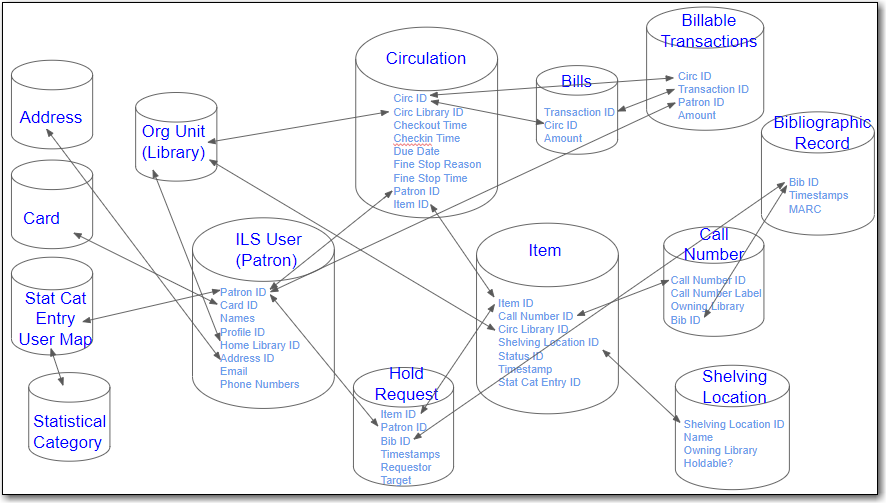 Address
Card
Stat Cat
Entry
User Map
Statistical
Category
Org Unit
(Library)
ILS User
(Patron)
Patron ID
Card ID
Names
Profile ID
Home Library ID
Address ID
Email
Phone Numbers
Circulation
Circ ID
Circ Library ID
Checkout Time
Checkin Time
Due Date
Fine Stop Reason
Fine Stop Time
Patron ID
Item ID
Hold
Request
Item ID
Patron ID
Bib ID
Timestamps
Requestor
Target
Bills
Transaction ID
Circ ID
Amount
Item
Item ID
Call Number ID
Circ Library ID
Shelving Location ID
Status ID
Timestamp
Stat Cat Entry ID
Billable
Transactions
Circ ID
Transaction ID
Patron ID
Amount
Bibliographic
Record
Bib ID
Timestamps
MARC
Call
Number
Call Number ID
Call Number Label
Owning Library
Bib ID
Shelving
Location
Shelving Location ID
Name
Owning Library
Holdable?